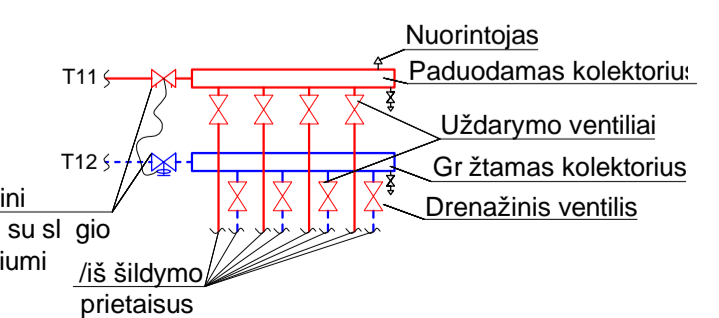 Nuorintojas
T11
Paduodamas kolektorius
Uždarymo ventiliai
T12
Gr žtamas kolektorius
ini
su sl gio
iumi
Drenažinis ventilis
/iš šildymo
prietaisus